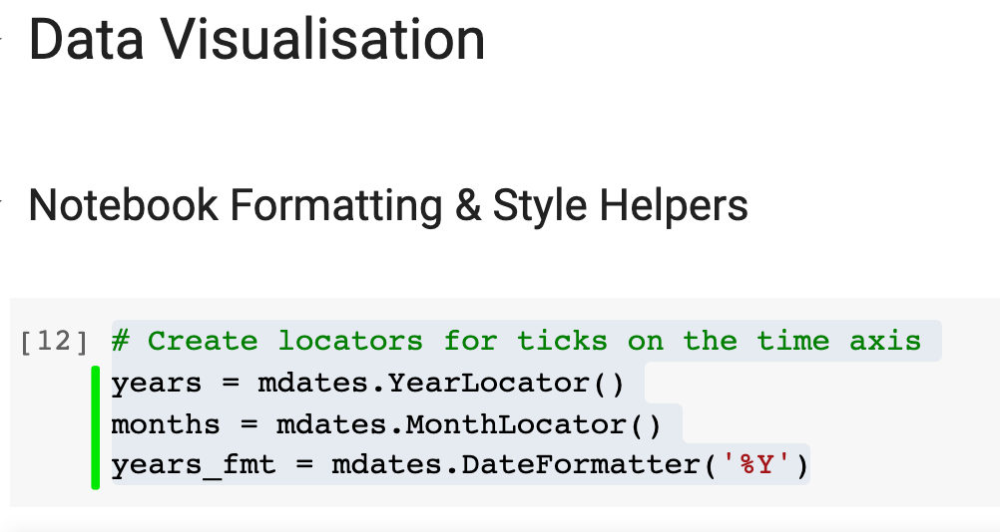 Data Visualisation
Notebook Formatting & Style Helpers
[12] # Create locators for ticks on the time axis
years = mdates.YearLocator()
months = mdates.MonthLocator()
years_fmt = mdates.DateFormatter('%Y')